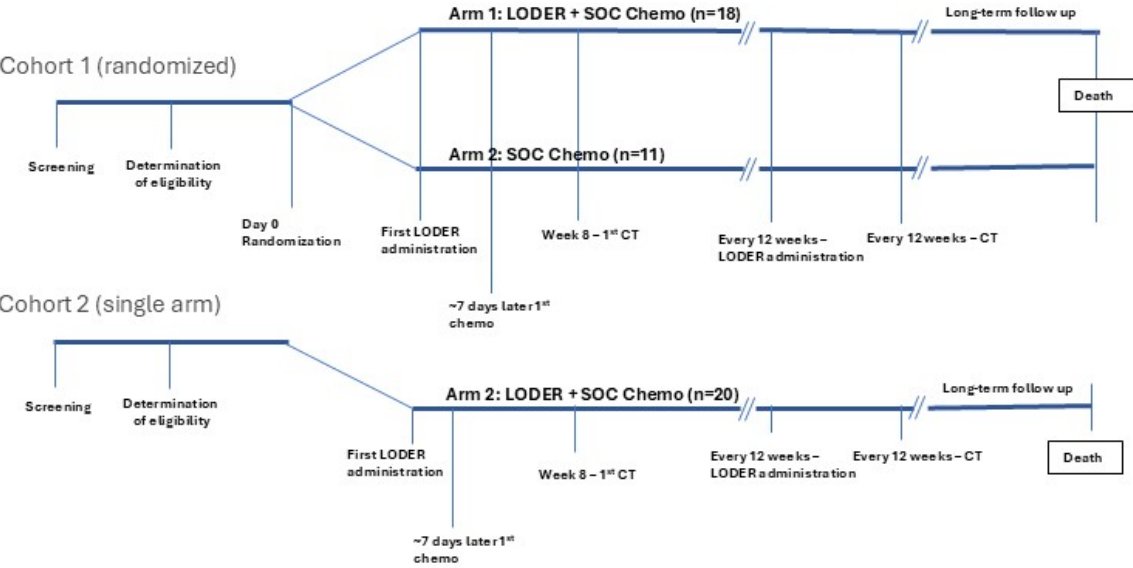 Arm 1: LODER + SOC Chemo (n=18)
Long-term follow up
Cohort 1 (randomized)
Death
Screening
Determination
of eligibility
Arm 2: SOC Chemo (n=11)
Day 0
Randomization
First LODER
administration
Week 8 – 1st CT
Every 12 weeks –
LODER administration
Every 12 weeks – CT
~7 days later 1st
chemo
Cohort 2 (single arm)
Screening
Determination
of eligibility
Arm 2: LODER + SOC Chemo (n=20)
Long-term follow up
First LODER
administration
Week 8 – 1st CT
Every 12 weeks –
LODER administration
Every 12 weeks – CT
Death
~7 days later 1st
chemo